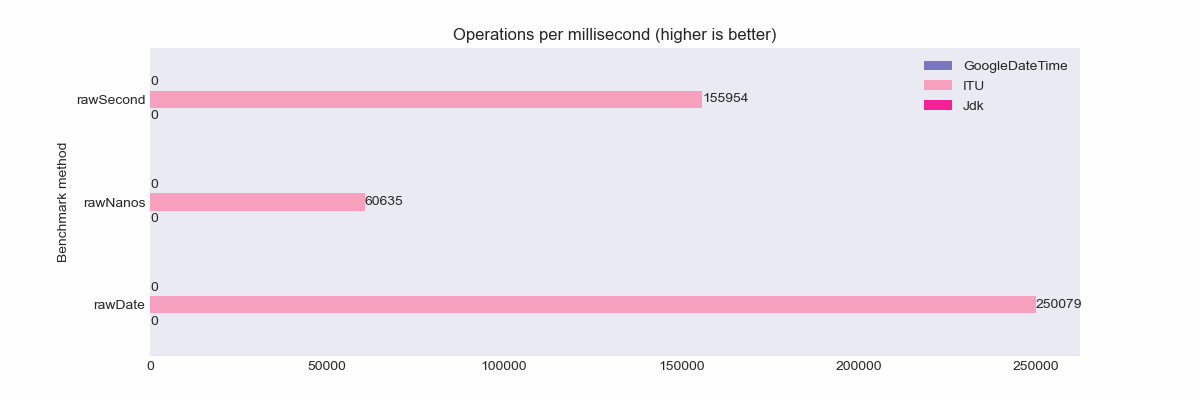 Operations per millisecond (higher is better)
GoogleDateTime
ITU
Jdk
Benchmark method
0
rawSecond 155954
0
0
rawNanos 60635
0
0
rawDate 250079
0
0 50000 100000 150000 200000 250000